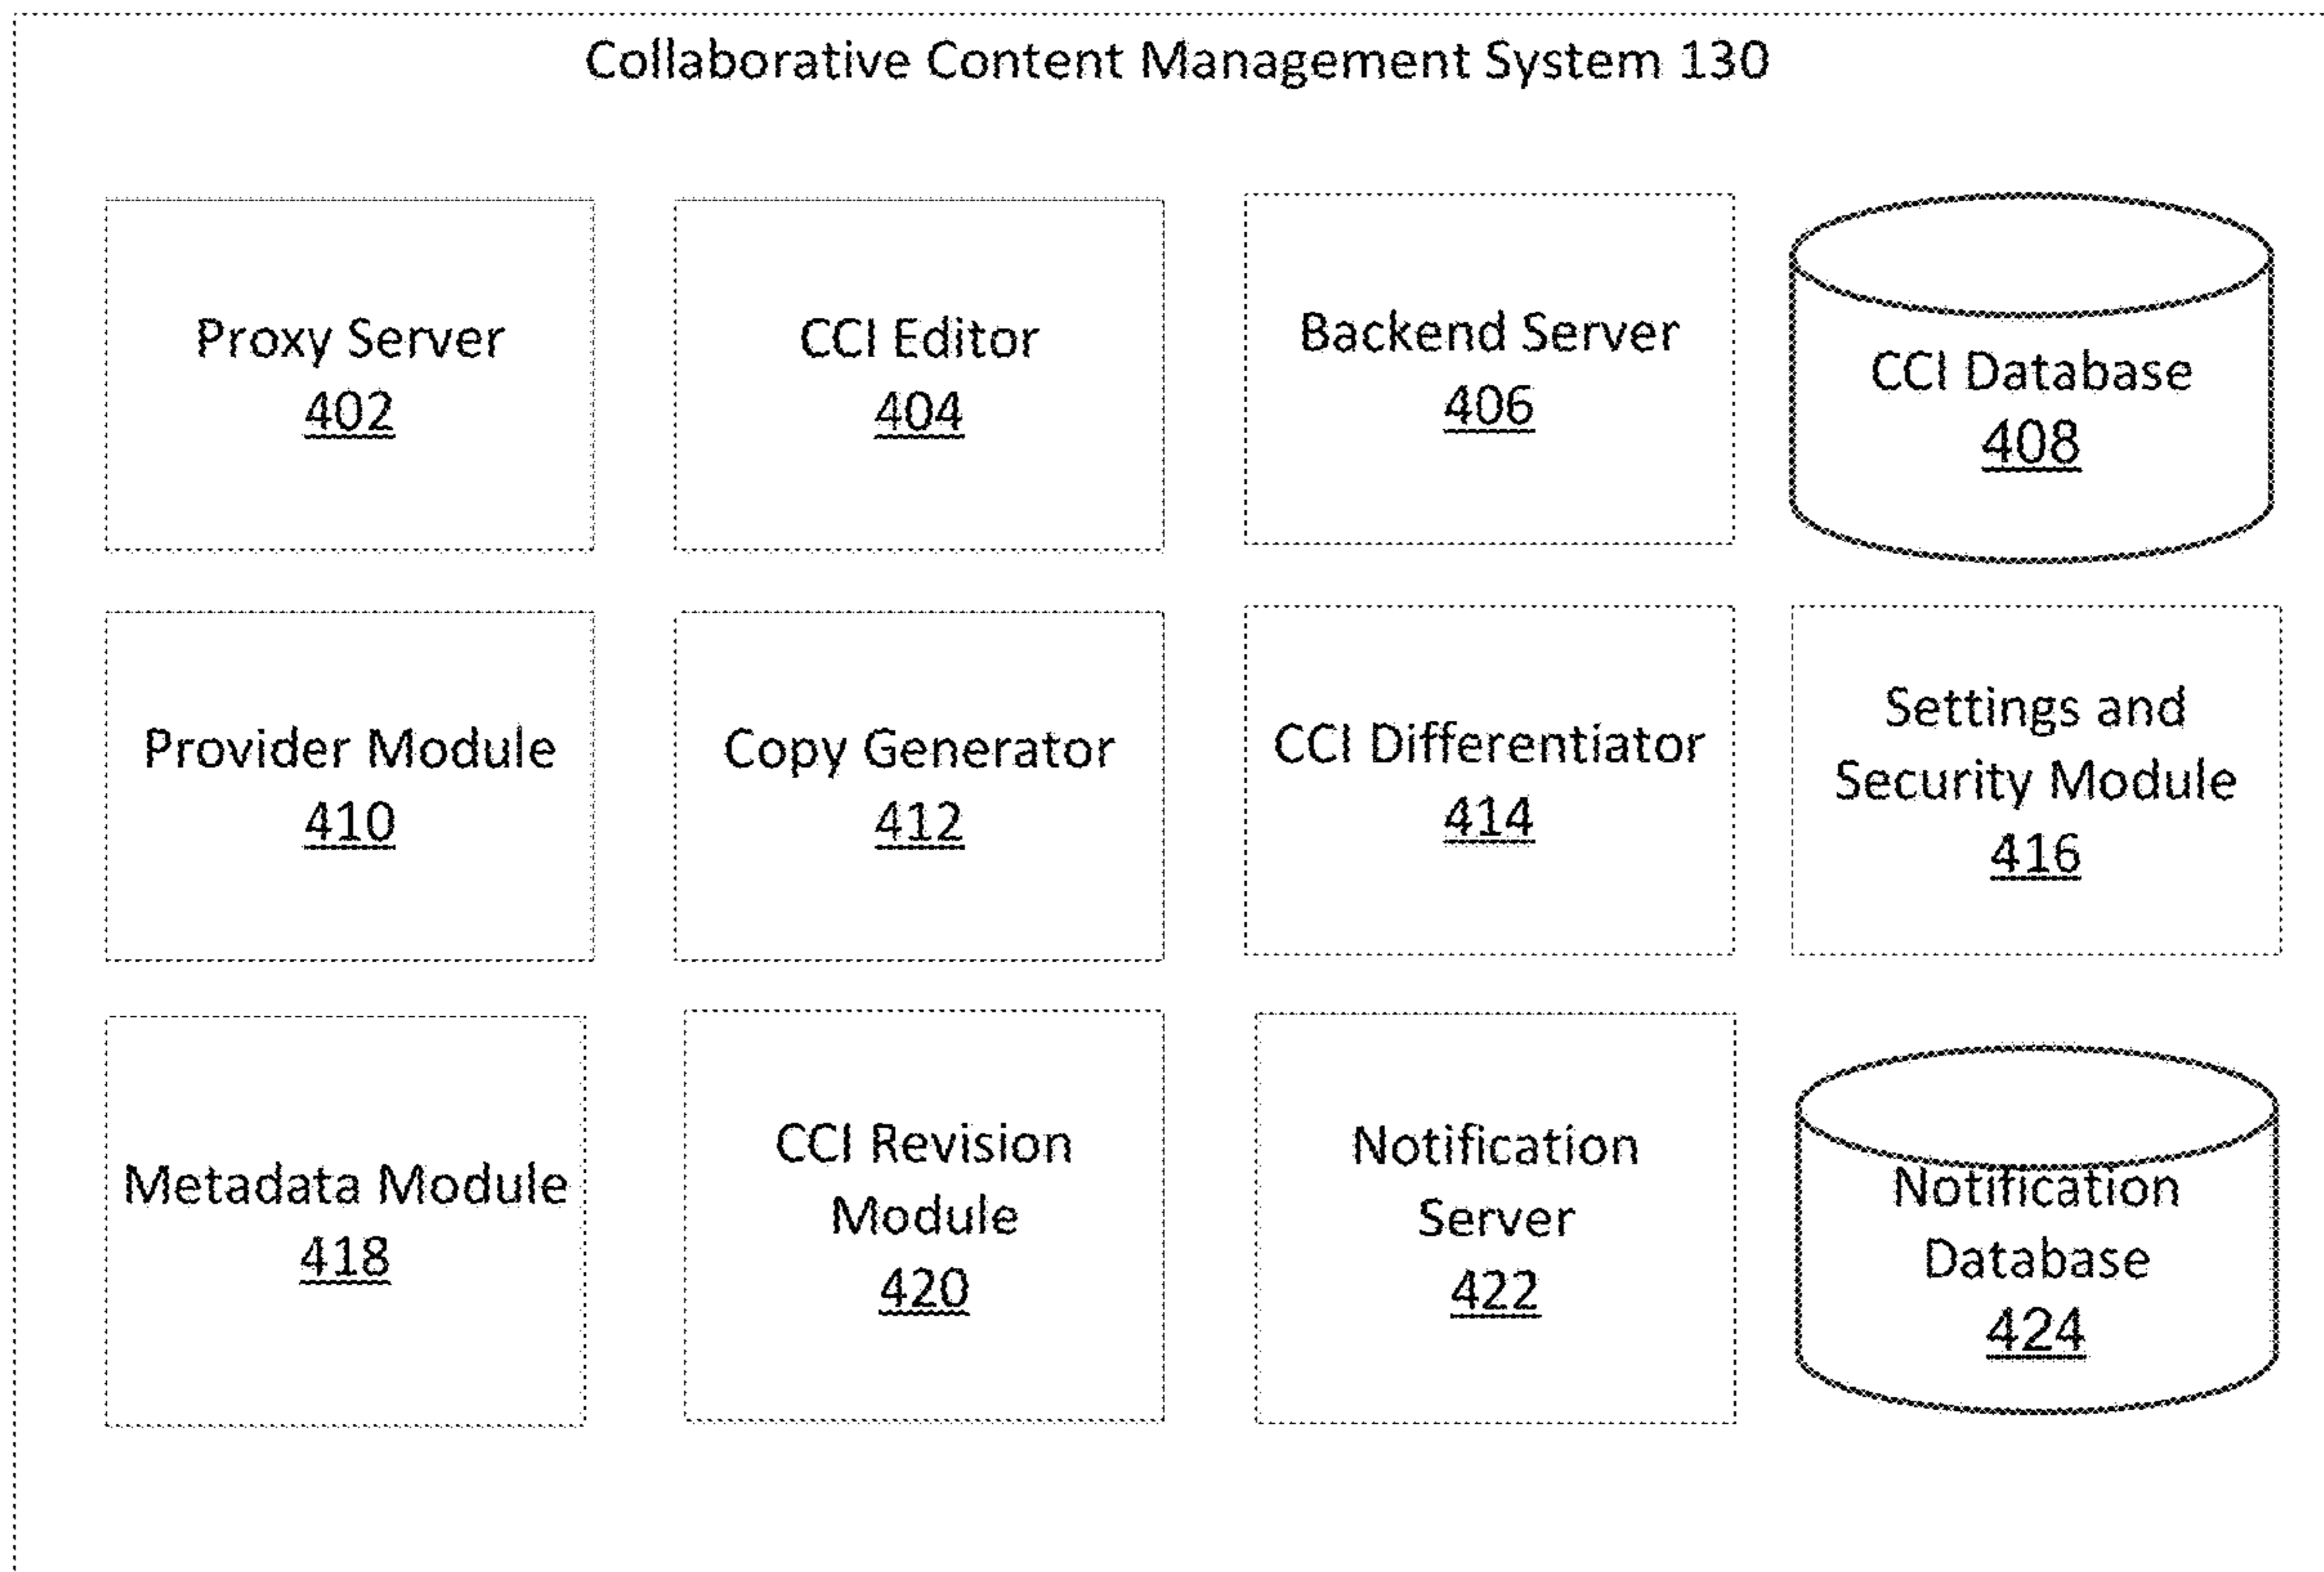 Collaborative Content Management System 130
Proxy Server
402
CCI Editor
404
Backend Server
406
CCI Database
408
Provider Module
410
Copy Generator
412
CCI Differentiator
414
Settings and
Security Module
416
Metadata Module
418
CCI Revision
Module
420
Notification
Server
422
Notification
Database
424